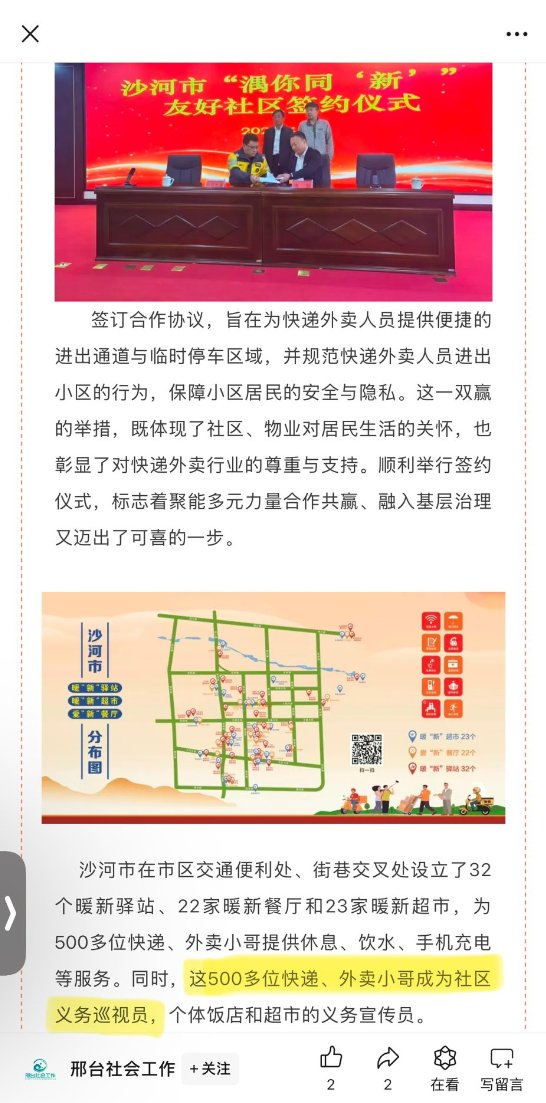 沙河市“漫你同‘新’”
友好社区签约仪式
签订合作协议，旨在为快递外卖人员提供便捷的
进出通道与临时停车区域，并规范快递外卖人员进出
小区的行为，保障小区居民的安全与隐私。这一双赢
的举措，既体现了社区、物业对居民生活的关怀，也
彰显了对快递外卖行业的尊重与支持。顺利举行签约
仪式，标志着聚能多元力量合作共赢、融入基层治理
又迈出了可喜的一步。
沙河市
暖“新”驿站
暖“新”超市
爱“新”餐厅
分布图
扫一扫
暖“新”超市 23个
爱“新”餐厅 22个
暖“新”驿站 32个
沙河市在市区交通便利处、街巷交叉处设立了32
个暖新驿站、22家暖新餐厅和23家暖新超市，为
500多位快递、外卖小哥提供休息、饮水、手机充电
等服务。同时，这500多位快递、外卖小哥成为社区
义务巡视员，个体饭店和超市的义务宣传员。
邢台社会工作
邢台社会工作
+关注
2
2
在看
写留言